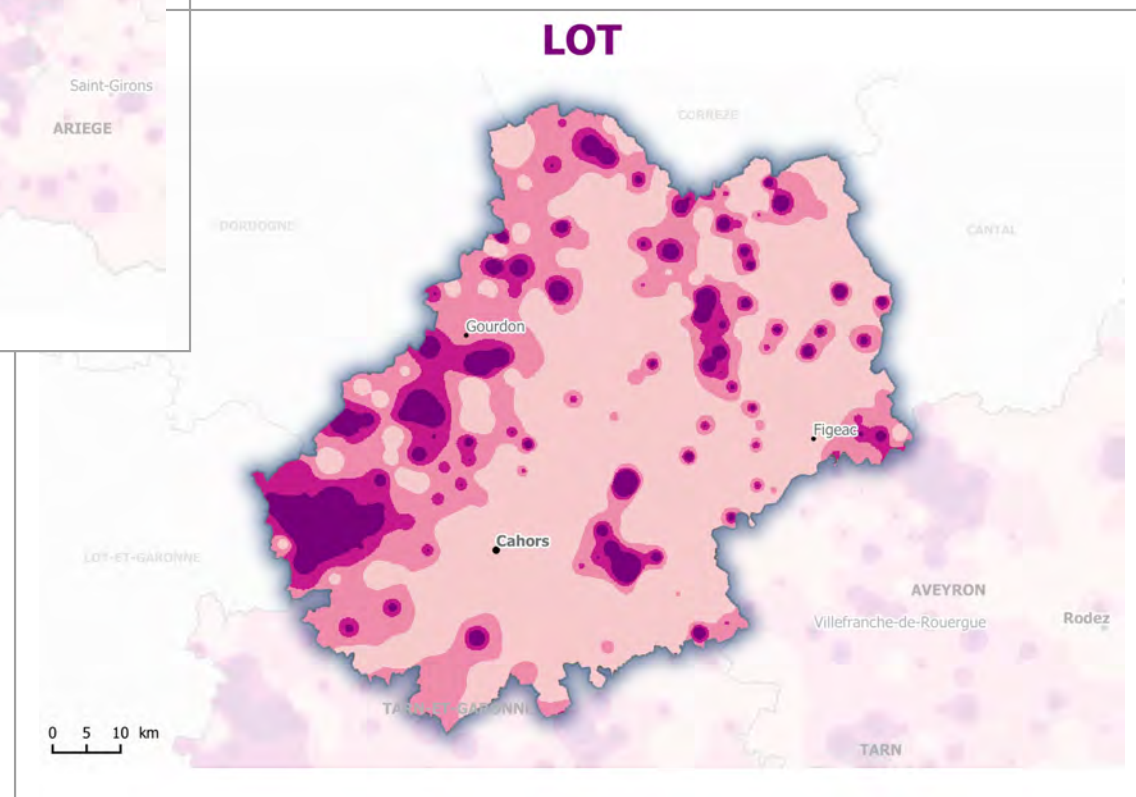 LOT
Saint-Girons
ARIEGE
CORREZE
DORDOGNE
CANTAL
Gourdon
Figeac
Cahors
LOT-ET-GARONNE
AVEYRON
Villefranche-de-Rouergue
Rodez
TARN-ET-GARONNE
TARN
0 5 10 km